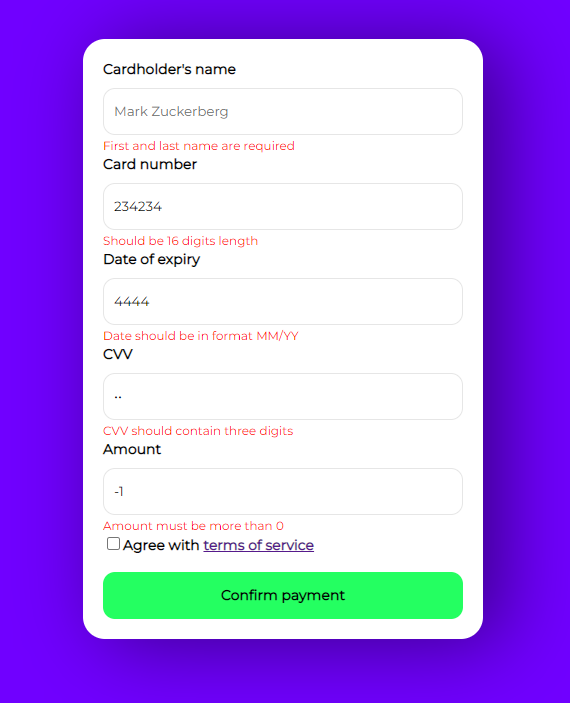 Cardholder's name
Mark Zuckerberg
First and last name are required
Card number
234234
Should be 16 digits length
Date of expiry
4444
Date should be in format MM/YY
CVV
••
CVV should contain three digits
Amount
-1
Amount must be more than 0
Agree with terms of service
Confirm payment